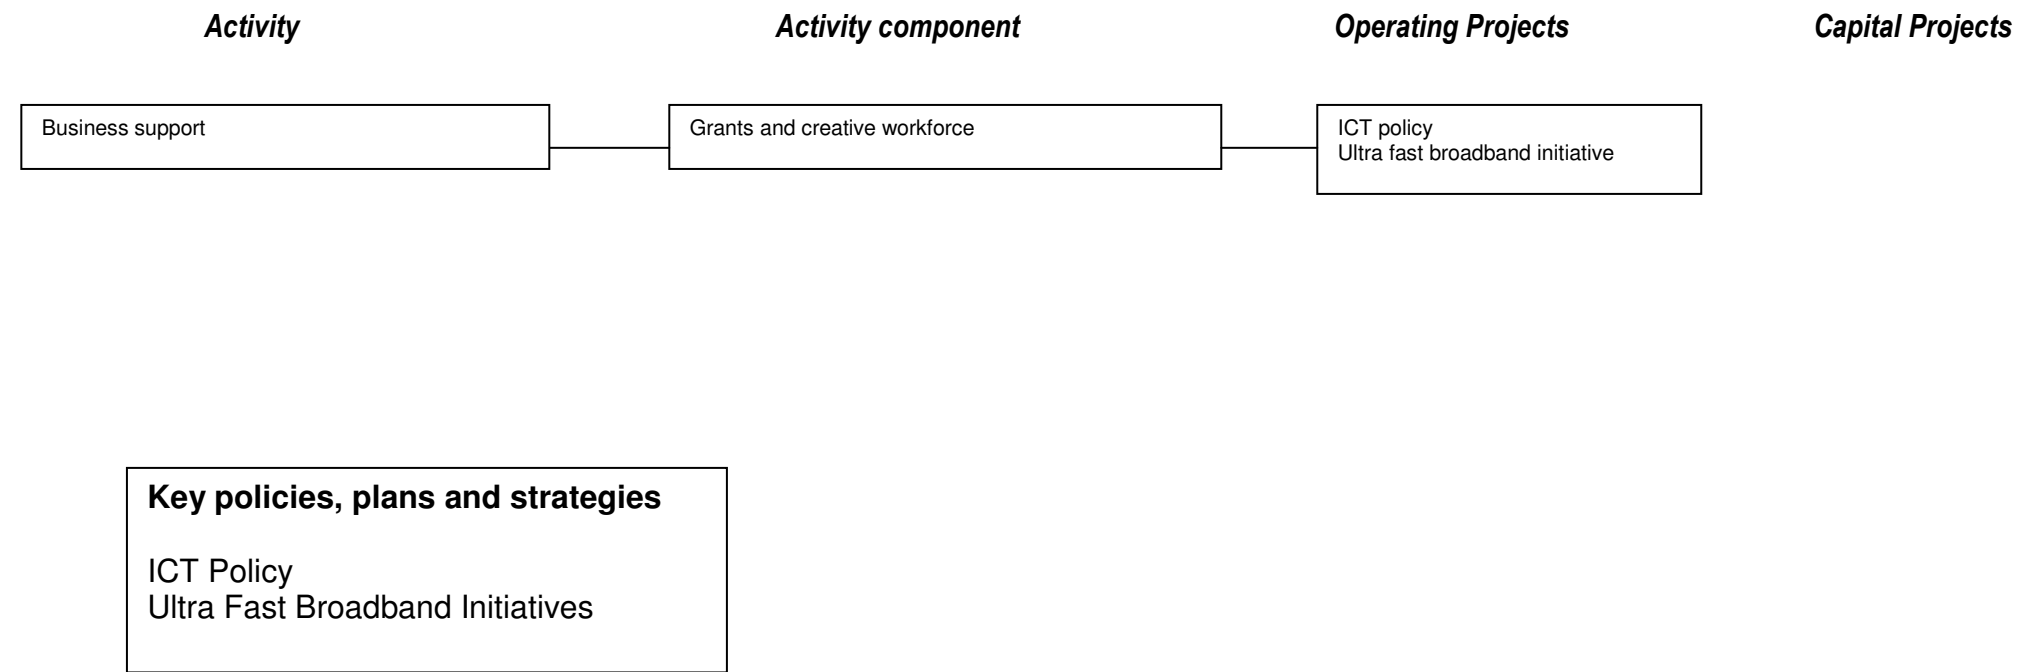 Activity
Activity component
Operating Projects
Capital Projects
Business support
Grants and creative workforce
ICT policy
Ultra fast broadband initiative
Key policies, plans and strategies
ICT Policy
Ultra Fast Broadband Initiatives